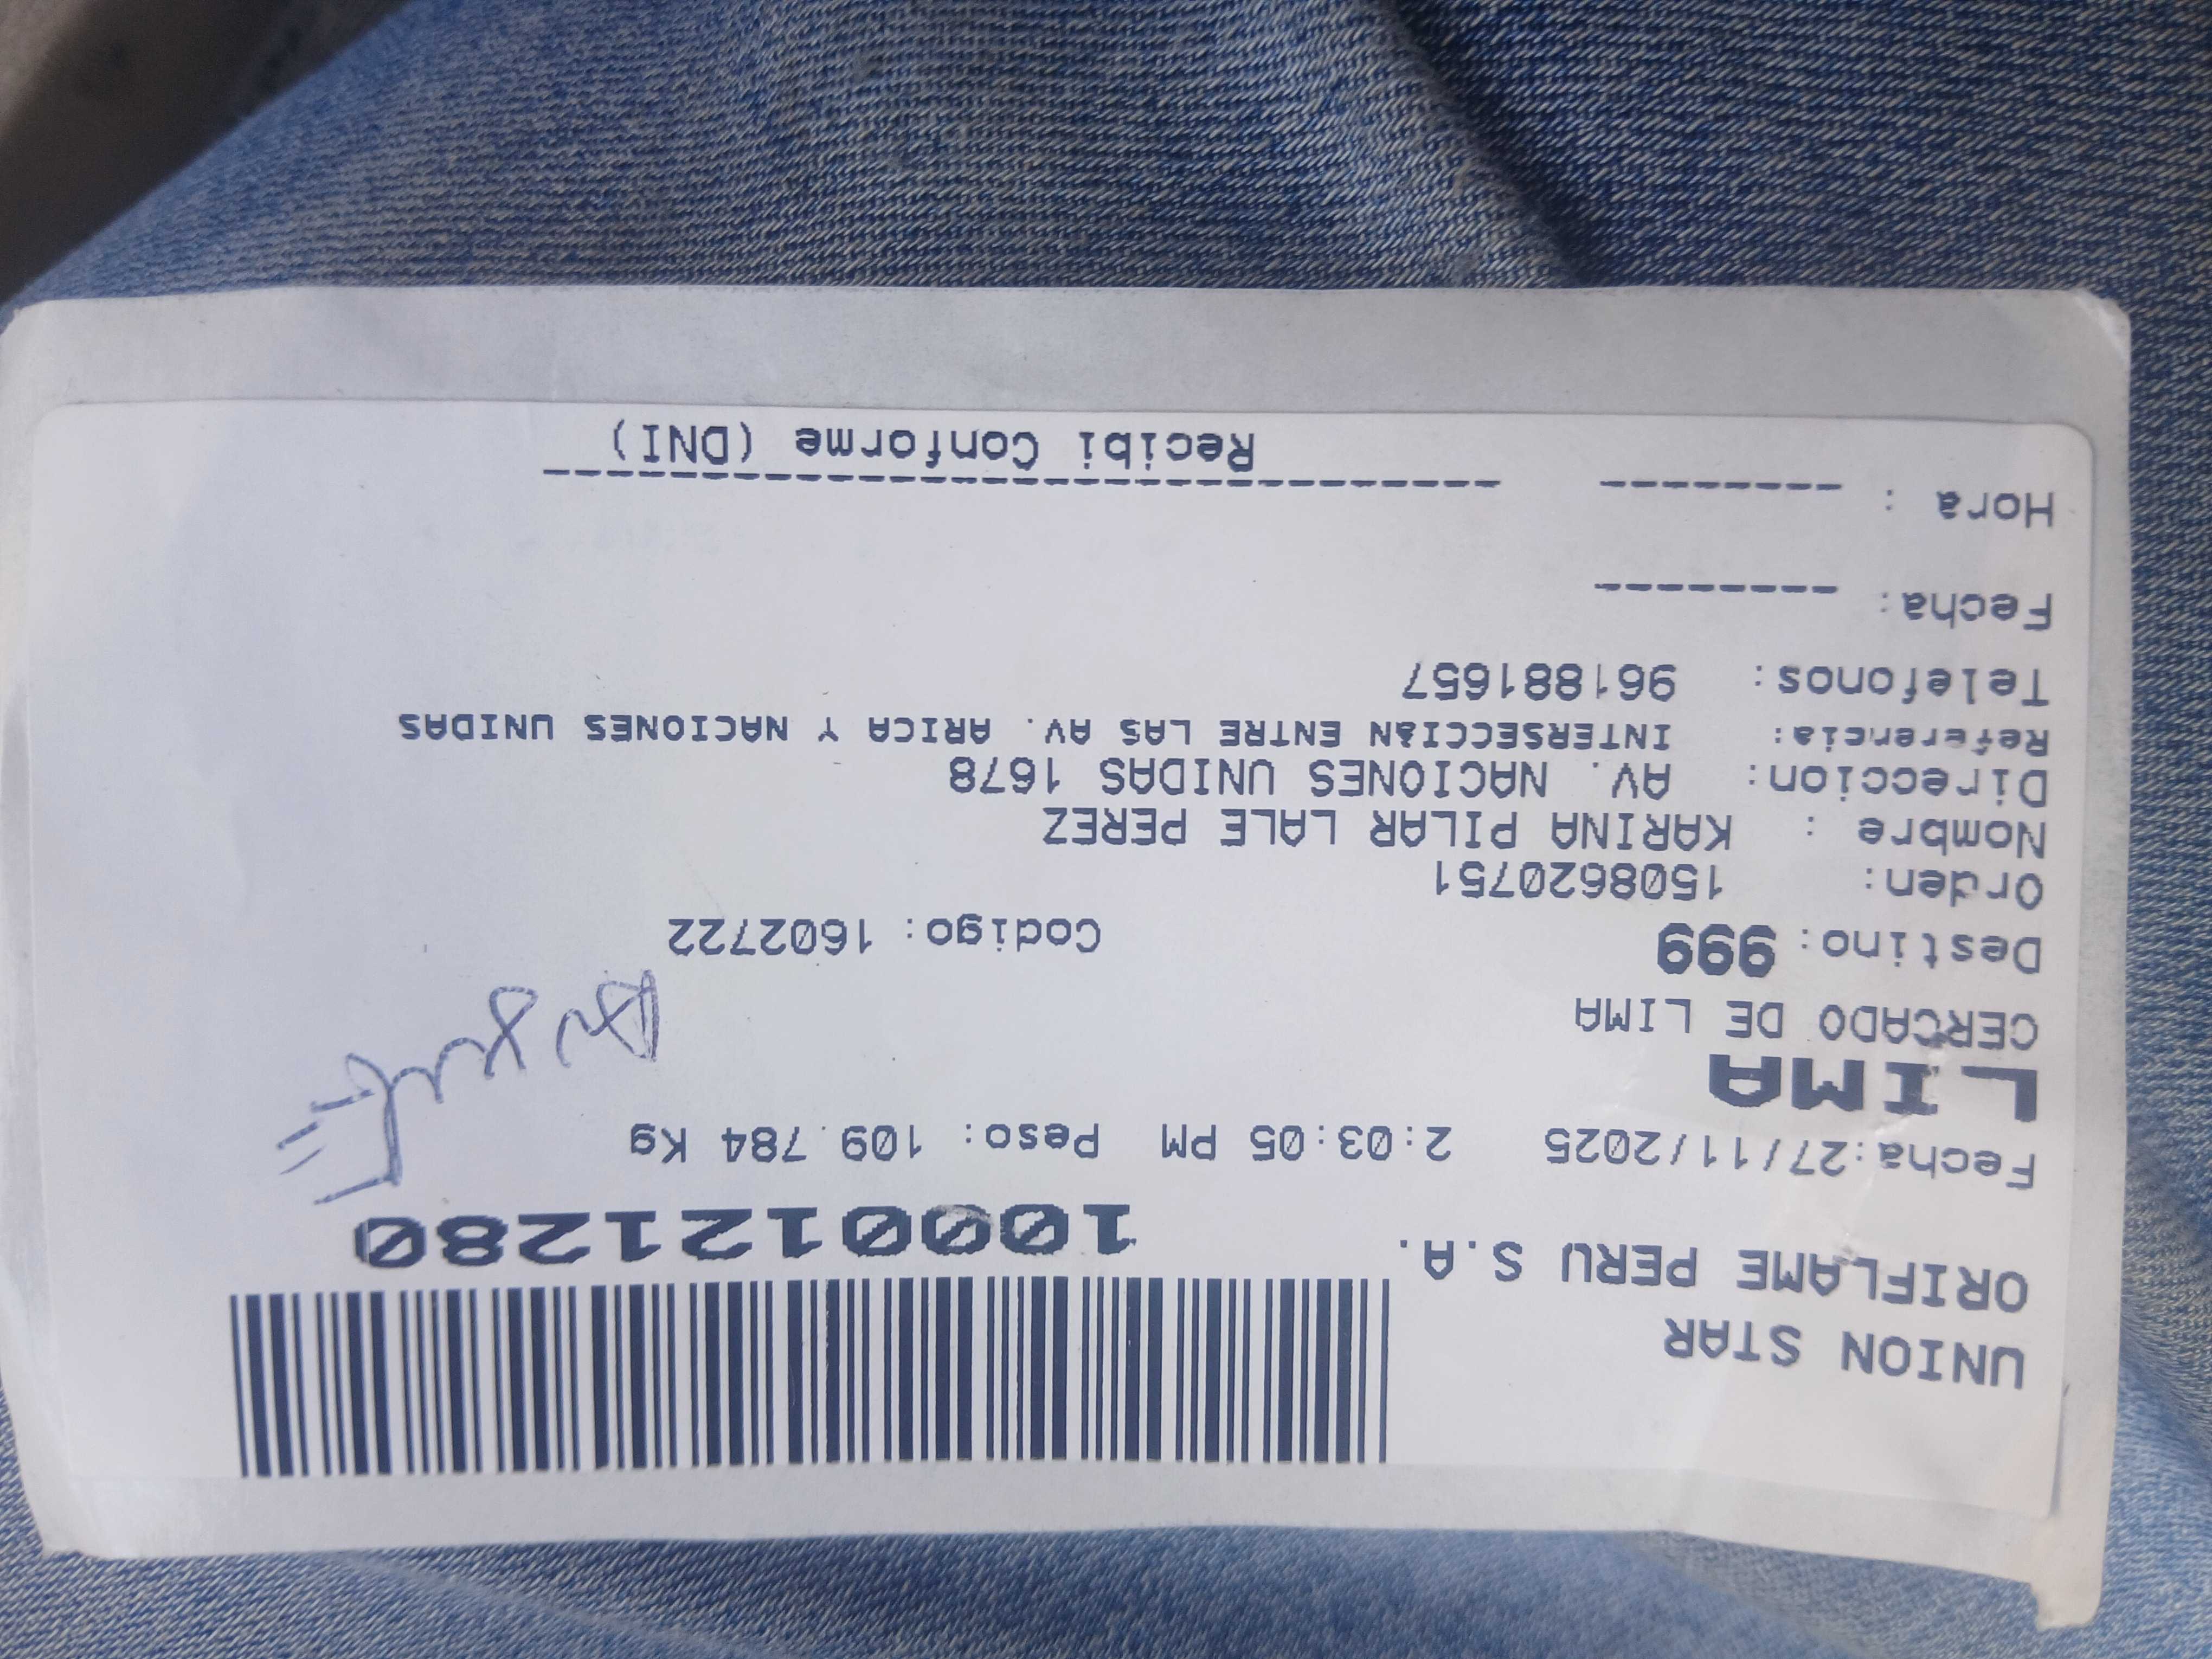 UNION STAR
ORIFLAME PERU S.A.
1000121280
Fecha:27/11/2025 2:03:05 PM Peso: 109.784 Kg
LIMA
CERCADO DE LIMA
Destino: 999 Codigo: 1602722
Orden: 1508620751
Nombre : KARINA PILAR LALE PEREZ
Direccion: AV. NACIONES UNIDAS 1678
Referencia: INTERSECCIàN ENTRE LAS AV. ARICA Y NACIONES UNIDAS
Telefonos: 961881657
Fecha: ---------
Hora : --------- 
Recibi Conforme (DNI)